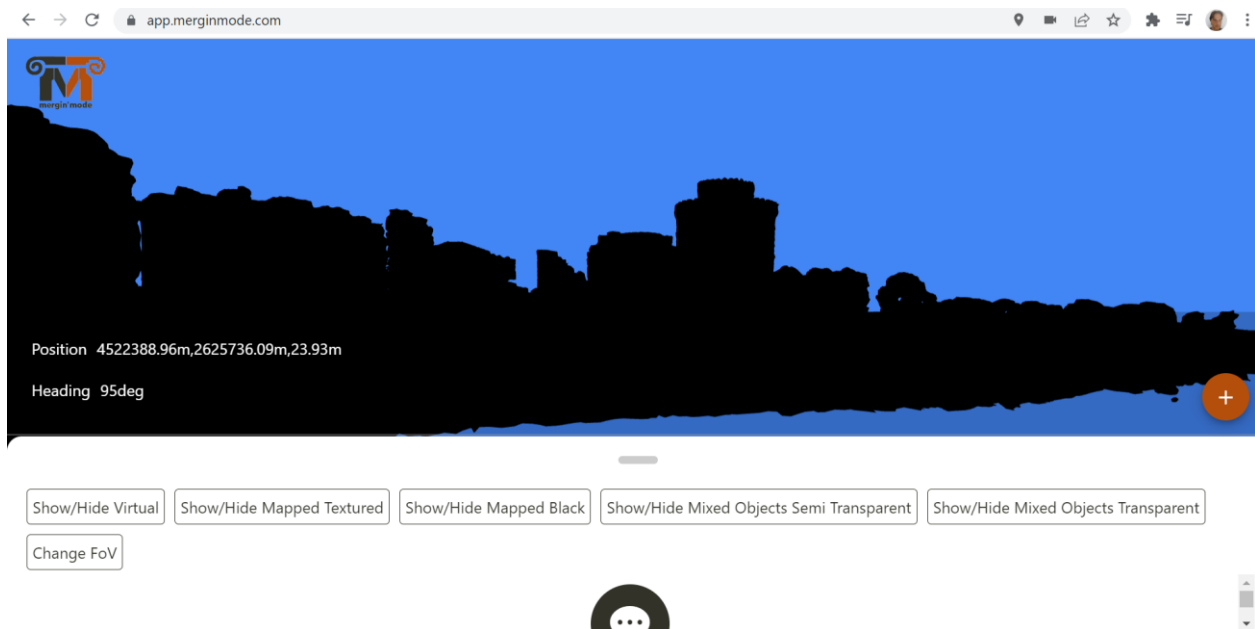 app.merginmode.com
mergin'mode
Position 4522388.96m,2625736.09m,23.93m
Heading 95deg
Show/Hide Virtual Show/Hide Mapped Textured Show/Hide Mapped Black Show/Hide Mixed Objects Semi Transparent Show/Hide Mixed Objects Transparent
Change FoV